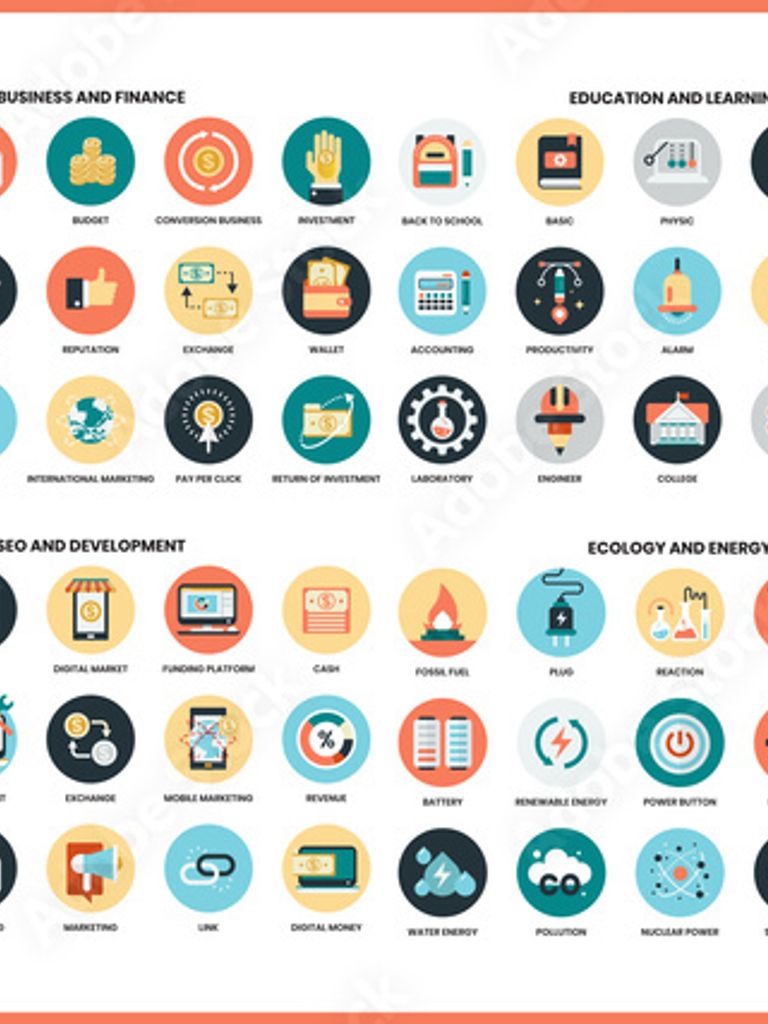 BUSINESS AND FINANCE
EDUCATION AND LEARNIN
BUDGET
CONVERSION BUSINESS
INVESTMENT
BACK TO SCHOOL
BASIC
PHYSIC
REPUTATION
EXCHANGE
WALLET
ACCOUNTING
PRODUCTIVITY
ALARM
INTERNATIONAL MARKETING
PAY PER CLICK
RETURN OF INVESTMENT
LABORATORY
ENGINEER
COLLEGE
SEO AND DEVELOPMENT
ECOLOGY AND ENERGY
DIGITAL MARKET
FUNDING PLATFORM
CASH
FOSSIL FUEL
PLUG
REACTION
%
EXCHANGE
MOBILE MARKETING
REVENUE
BATTERY
RENEWABLE ENERGY
POWER BUTTON
CO
MARKETING
LINK
DIGITAL MONEY
WATER ENERGY
POLLUTION
NUCLEAR POWER
Adobe Stock